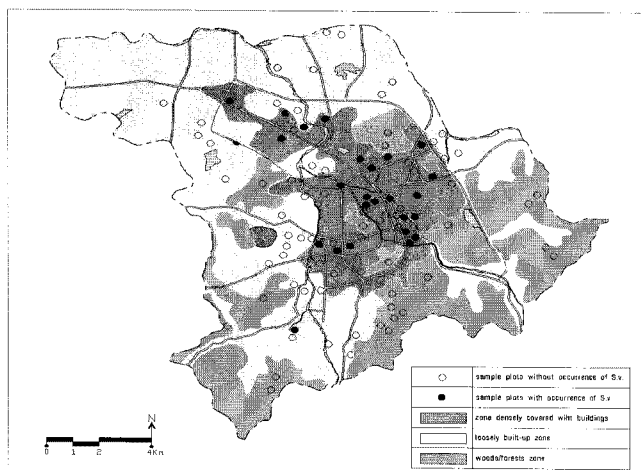 sample plots without occurrence of S.v.
sample plots with occurrence of S.v
zone densely covered with buildings
loosely built-up zone
woods/forests zone
N
0 1 2 4Km